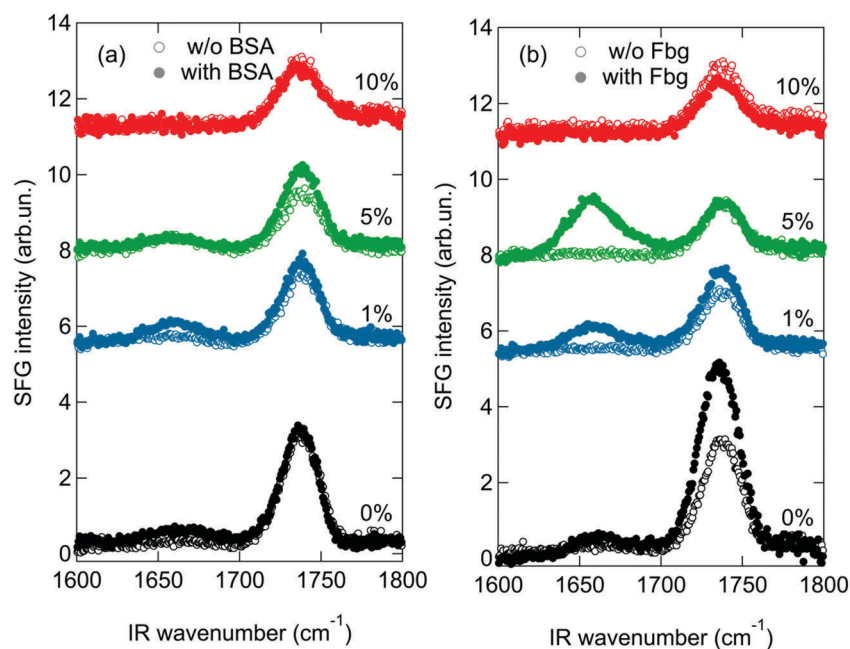 (a) w/o BSA
with BSA
10%
5%
1%
0%
14
12
10
8
6
4
2
0
SFG intensity (arb.un.)
1600 1650 1700 1750 1800
IR wavenumber (cm⁻¹)
(b) w/o Fbg
with Fbg
10%
5%
1%
0%
14
12
10
8
6
4
2
0
SFG intensity (arb.un.)
1600 1650 1700 1750 1800
IR wavenumber (cm⁻¹)